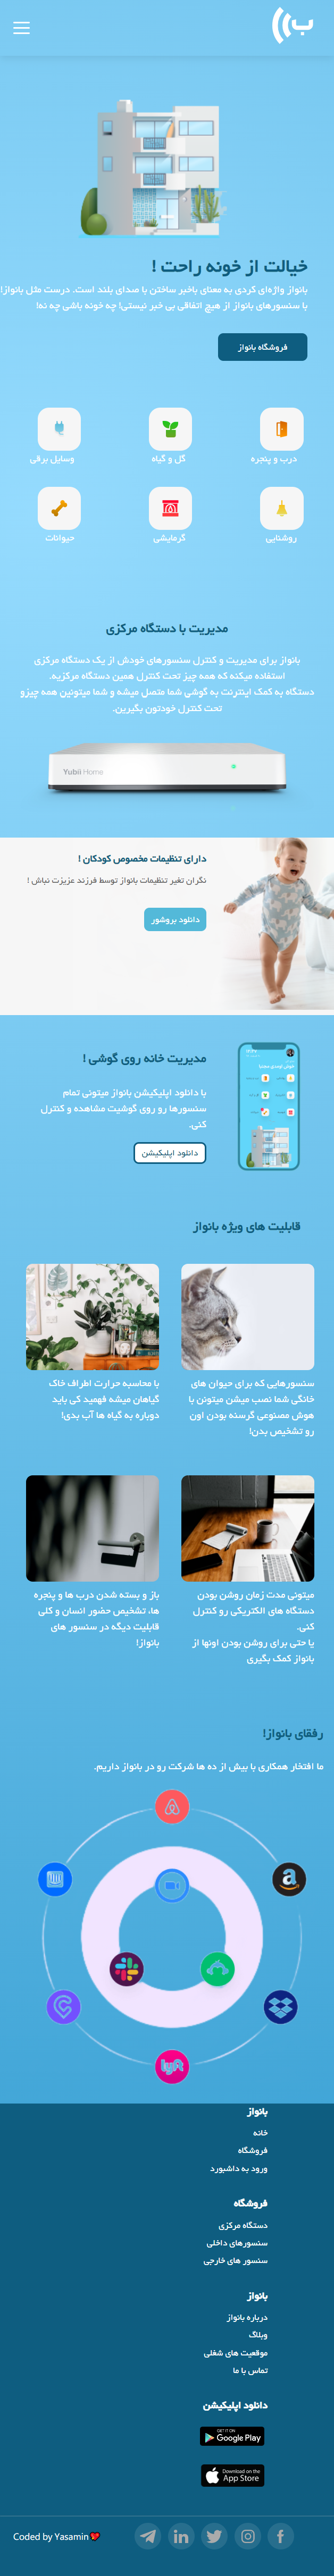 خیالت از خونه راحت !
بانواز واژه‌ای کردی به معنای باخبر ساختن با صدای بلند است. درست مثل بانواز!
با سنسورهای بانواز از هیچ اتفاقی بی خبر نیستی! چه خونه باشی چه نه!
فروشگاه بانواز
درب و پنجره
گل و گیاه
وسایل برقی
روشنایی
گرمایشی
حیوانات
مدیریت با دستگاه مرکزی
بانواز برای مدیریت و کنترل سنسورهای خودش از یک دستگاه مرکزی
استفاده میکنه که همه چیز تحت کنترل همین دستگاه مرکزیه.
دستگاه به کمک اینترنت به گوشی شما متصل میشه و شما میتونین همه چیزو
تحت کنترل خودتون بگیرین.
Yubii Home
دارای تنظیمات مخصوص کودکان !
نگران تغیر تنظیمات بانواز توسط فرزند عزیزت نباش !
دانلود بروشور
مدیریت خانه روی گوشی !
با دانلود اپلیکیشن بانواز میتونی تمام
سنسورها رو روی گوشیت مشاهده و کنترل
کنی.
دانلود اپلیکیشن
قابلیت های ویژه بانواز
سنسورهایی که برای حیوان های
خانگی شما نصب میشن میتونن با
هوش مصنوعی گرسنه بودن اون
رو تشخیص بدن!
با محاسبه حرارت اطراف خاک
گیاهان میشه فهمید کی باید
دوباره به گیاه ها آب بدی!
میتونی مدت زمان روشن بودن
دستگاه های الکتریکی رو کنترل
کنی.
یا حتی برای روشن بودن اونها از
بانواز کمک بگیری
باز و بسته شدن درب ها و پنجره
ها، تشخیص حضور انسان و کلی
قابلیت دیگه در سنسور های
بانواز!
رفقای بانواز!
ما افتخار همکاری با بیش از ده ها شرکت رو در بانواز داریم.
lyft
بانواز
خانه
فروشگاه
ورود به داشبورد
فروشگاه
دستگاه مرکزی
سنسورهای داخلی
سنسور های خارجی
بانواز
درباره بانواز
وبلاگ
موقعیت های شغلی
تماس با ما
دانلود اپلیکیشن
GET IT ON
Google Play
Download on the
App Store
Coded by Yasamin